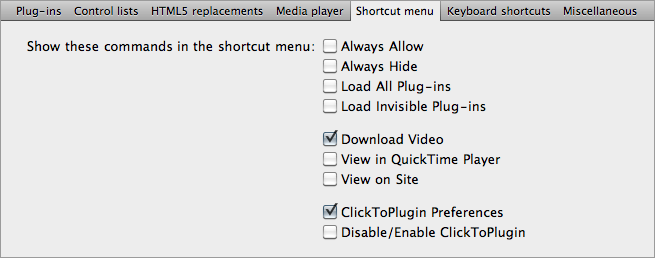 Plug-ins Control lists HTML5 replacements Media player Shortcut menu Keyboard shortcuts Miscellaneous
Show these commands in the shortcut menu: Always Allow
Always Hide
Load All Plug-ins
Load Invisible Plug-ins
Download Video
View in QuickTime Player
View on Site
ClickToPlugin Preferences
Disable/Enable ClickToPlugin